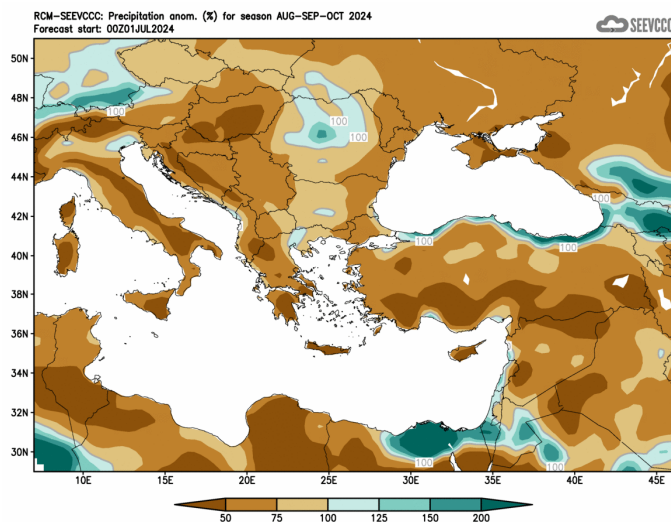 RCM-SEEVCCC: Precipitation anom. (%) for season AUG-SEP-OCT 2024
Forecast start: 00Z01JUL2024
SEEVCCC
50N
48N
100
100
100
46N
44N
100
42N
100
100
40N
38N
36N
34N
32N
30N
100
100
10E 15E 20E 25E 30E 35E 40E 45E
50 75 100 125 150 200